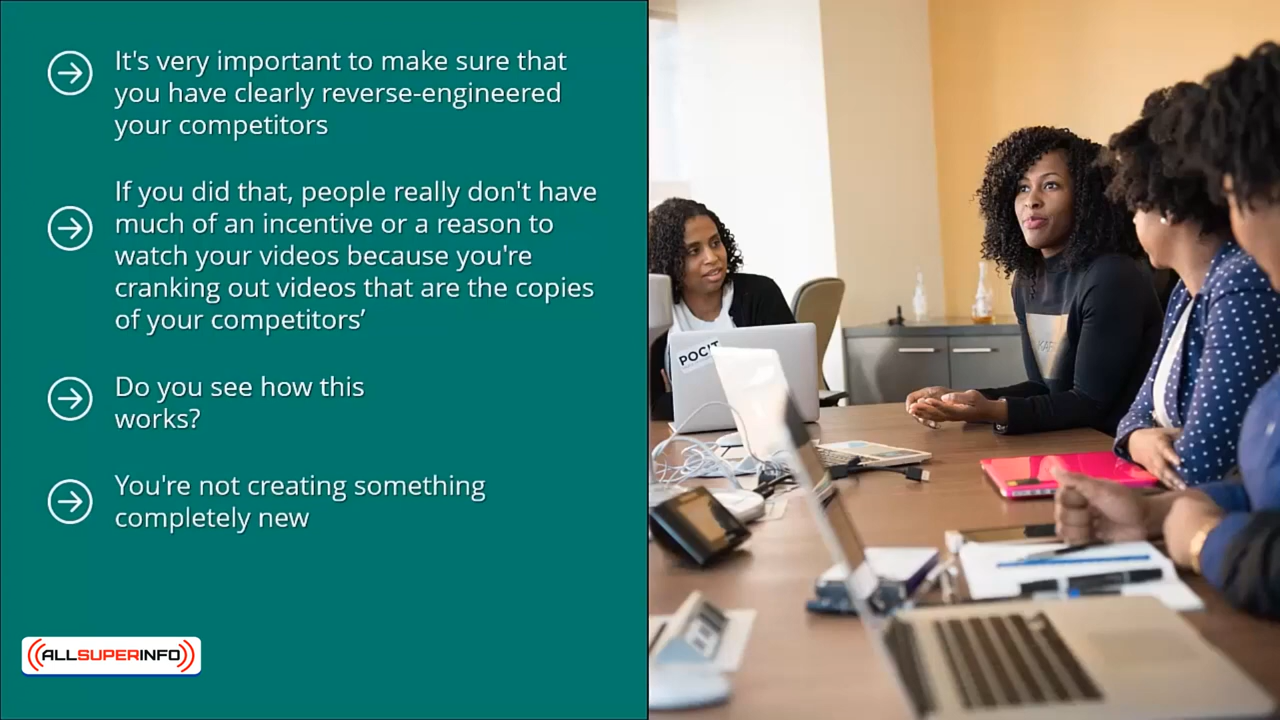 It's very important to make sure that
you have clearly reverse-engineered
your competitors
If you did that, people really don't have
much of an incentive or a reason to
watch your videos because you're
cranking out videos that are the copies
of your competitors’
Do you see how this
works?
You're not creating something
completely new
ALLSUPERINFO
POC'T